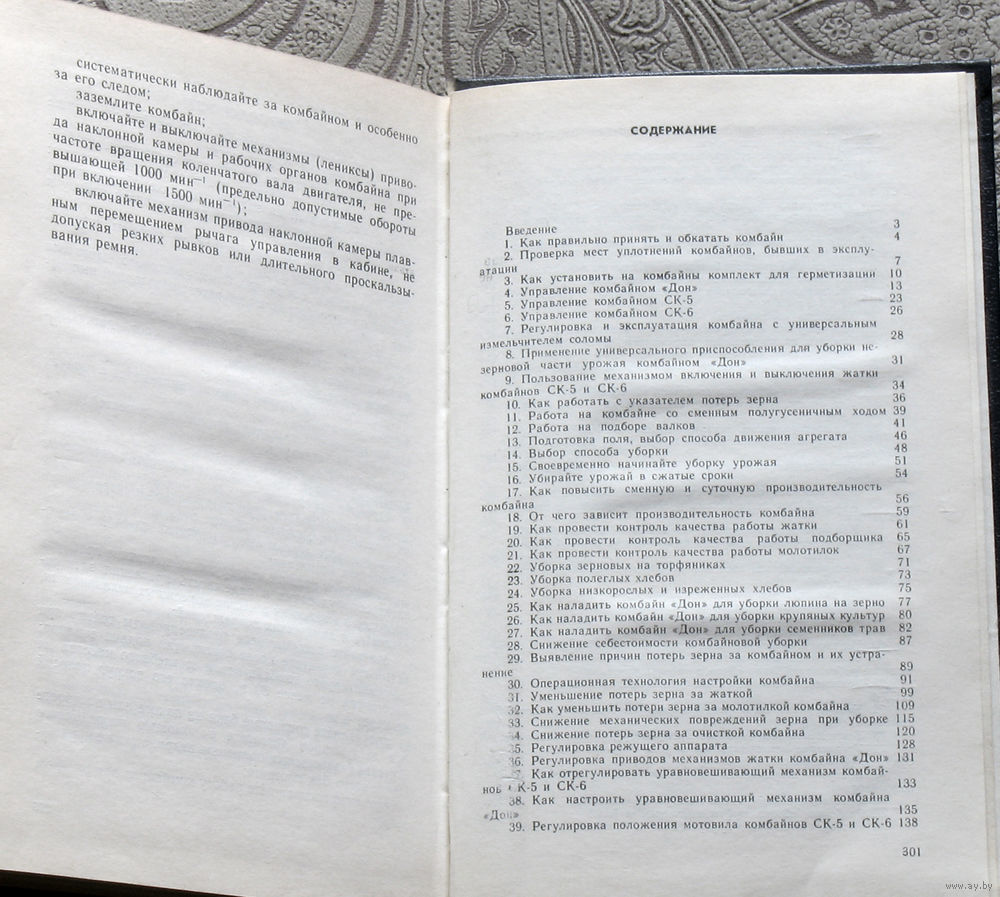 систематически наблюдайте за комбайном и особенно
за его следом;
заземлите комбайн;
включайте и выключайте механизмы (лениксы) приво-
да наклонной камеры и рабочих органов комбайна при
частоте вращения коленчатого вала двигателя, не пре-
вышающей 1000 мин⁻¹ (предельно допустимые обороты
при включении 1500 мин⁻¹);
включайте механизм привода наклонной камеры плав-
ным перемещением рычага управления в кабине, не
допуская резких рывков или длительного проскальзы-
вания ремня.
СОДЕРЖАНИЕ
Введение 3
1. Как правильно принять и обкатать комбайн 4
2. Проверка мест уплотнений комбайнов, бывших в эксплу-
атации 7
3. Как установить на комбайны комплект для герметизации 10
4. Управление комбайном «Дон» 13
5. Управление комбайном СК-5 23
6. Управление комбайном СК-6 26
7. Регулировка и эксплуатация комбайна с универсальным
измельчителем соломы 28
8. Применение универсального приспособления для уборки не-
зерновой части урожая комбайном «Дон» 31
9. Пользование механизмом включения и выключения жатки
комбайнов СК-5 и СК-6 34
10. Как работать с указателем потерь зерна 36
11. Работа на комбайне со сменным полугусеничным ходом 39
12. Работа на подборе валков 41
13. Подготовка поля, выбор способа движения агрегата 46
14. Выбор способа уборки 48
15. Своевременно начинайте уборку урожая 51
16. Убирайте урожай в сжатые сроки 54
17. Как повысить сменную и суточную производительность
комбайна 56
18. От чего зависит производительность комбайна 59
19. Как провести контроль качества работы жатки 61
20. Как провести контроль качества работы подборщика 65
21. Как провести контроль качества работы молотилок 67
22. Уборка зерновых на торфяниках 71
23. Уборка полеглых хлебов 73
24. Уборка низкорослых и изреженных хлебов 75
25. Как наладить комбайн «Дон» для уборки люпина на зерно 77
26. Как наладить комбайн «Дон» для уборки крупяных культур 80
27. Как наладить комбайн «Дон» для уборки семенников трав 82
28. Снижение себестоимости комбайновой уборки 87
29. Выявление причин потерь зерна за комбайном и их устра-
нение 89
30. Операционная технология настройки комбайна 91
31. Уменьшение потерь зерна за жаткой 99
32. Как уменьшить потери зерна за молотилкой комбайна 109
33. Снижение механических повреждений зерна при уборке 115
4. Снижение потерь зерна за очисткой комбайна 120
35. Регулировка режущего аппарата 128
36. Регулировка приводов механизмов жатки комбайна «Дон» 131
7. Как отрегулировать уравновешивающий механизм комбай-
нов К-5 и СК-6 133
38. Как настроить уравновешивающий механизм комбайна
«Дон» 135
39. Регулировка положения мотовила комбайнов СК-5 и СК-6 138
301
www.ay.by